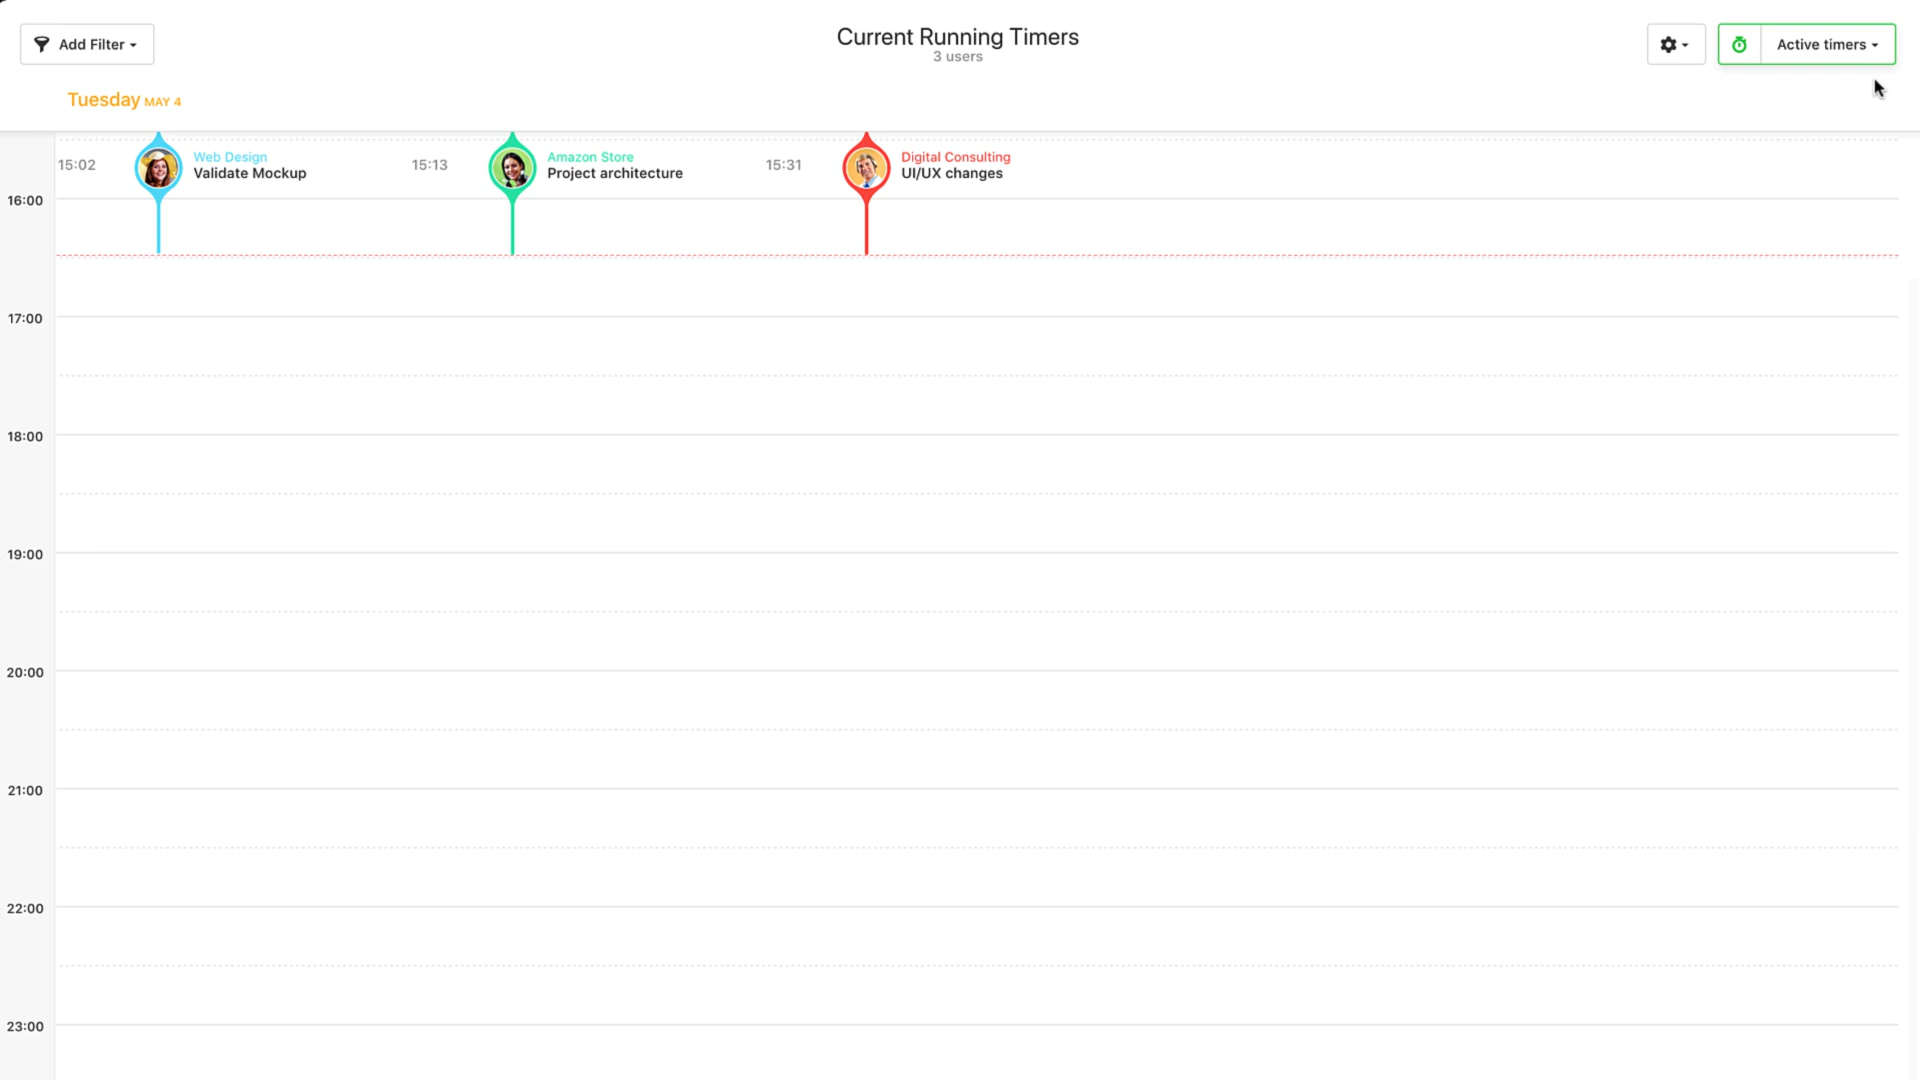 Add Filter
Current Running Timers
3 users
Active timers
Tuesday MAY 4
15:02
Web Design
Validate Mockup
15:13
Amazon Store
Project architecture
15:31
Digital Consulting
UI/UX changes
16:00
17:00
18:00
19:00
20:00
21:00
22:00
23:00